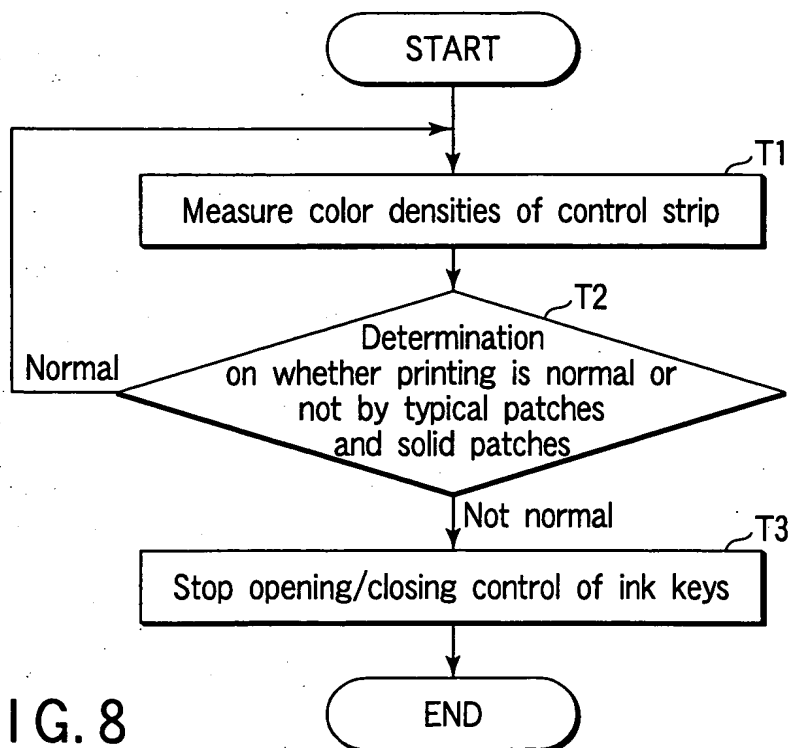 START
T1
Measure color densities of control strip
T2
Determination
on whether printing is normal or
not by typical patches
and solid patches
Normal
Not normal
T3
Stop opening/closing control of ink keys
END
I G. 8